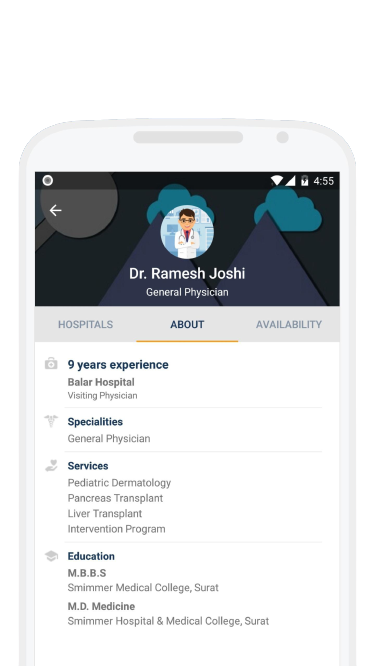 4:55
Dr. Ramesh Joshi
General Physician
HOSPITALS ABOUT AVAILABILITY
9 years experience
Balar Hospital
Visiting Physician
Specialities
General Physician
Services
Pediatric Dermatology
Pancreas Transplant
Liver Transplant
Intervention Program
Education
M.B.B.S
Smimmer Medical College, Surat
M.D. Medicine
Smimmer Hospital & Medical College, Surat